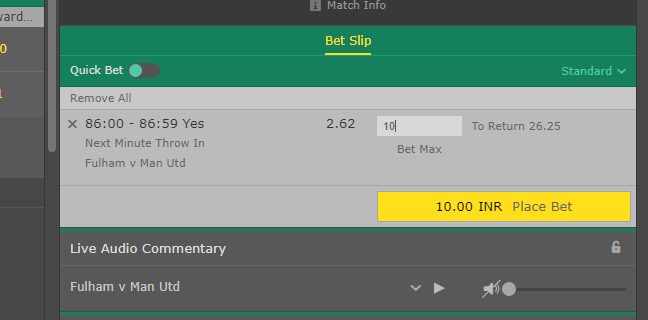 Match Info
ward...
0
Bet Slip
Quick Bet
Standard
Remove All
86:00 - 86:59 Yes 2.62 10 To Return 26.25
Next Minute Throw In
Bet Max
Fulham v Man Utd
10.00 INR Place Bet
Live Audio Commentary
Fulham v Man Utd